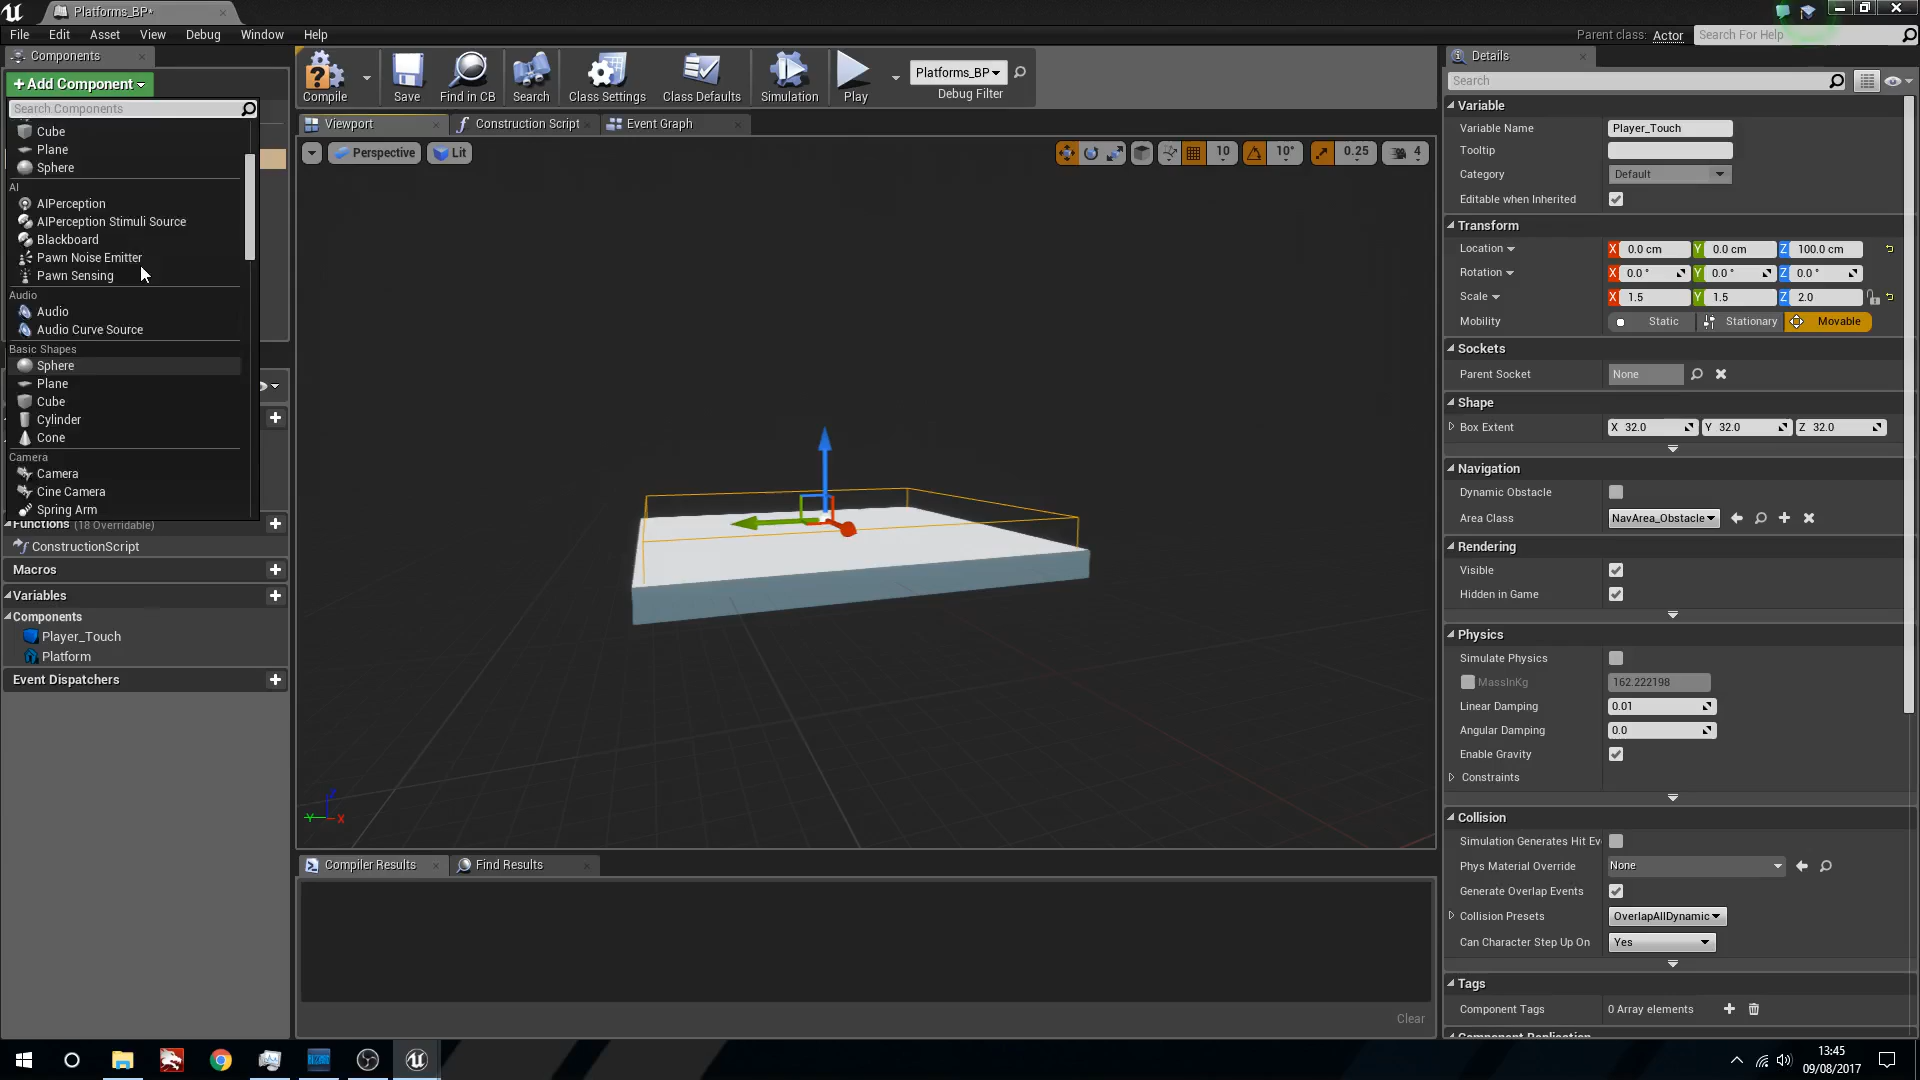 Platforms_BP*
File Edit Asset View Debug Window Help
Parent class: Actor
Search For Help
Components
+ Add Component
Search Components
Cube
Plane
Sphere
AI
AIPerception
AIPerception Stimuli Source
Blackboard
Pawn Noise Emitter
Pawn Sensing
Audio
Audio
Audio Curve Source
Basic Shapes
Sphere
Plane
Cube
Cylinder
Cone
Camera
Camera
Cine Camera
Spring Arm
Functions (18 Overridable)
ConstructionScript
Macros
Variables
Components
Player_Touch
Platform
Event Dispatchers
Compile
Save
Find in CB
Search
Class Settings
Class Defaults
Simulation
Play
Platforms_BP
Debug Filter
Viewport
Construction Script
Event Graph
Perspective
Lit
10
10°
0.25
4
Z
Y
X
Compiler Results
Find Results
Clear
Details
Search
Variable
Variable Name Player_Touch
Tooltip
Category Default
Editable when Inherited
Transform
Location X 0.0 cm Y 0.0 cm Z 100.0 cm
Rotation X 0.0 ° Y 0.0 ° Z 0.0 °
Scale X 1.5 Y 1.5 Z 2.0
Mobility Static Stationary Movable
Sockets
Parent Socket None
Shape
Box Extent X 32.0 Y 32.0 Z 32.0
Navigation
Dynamic Obstacle
Area Class NavArea_Obstacle
Rendering
Visible
Hidden in Game
Physics
Simulate Physics
MassInKg 162.222198
Linear Damping 0.01
Angular Damping 0.0
Enable Gravity
Constraints
Collision
Simulation Generates Hit Ev
Phys Material Override None
Generate Overlap Events
Collision Presets OverlapAllDynamic
Can Character Step Up On Yes
Tags
Component Tags 0 Array elements
Component Replication
13:45
09/08/2017